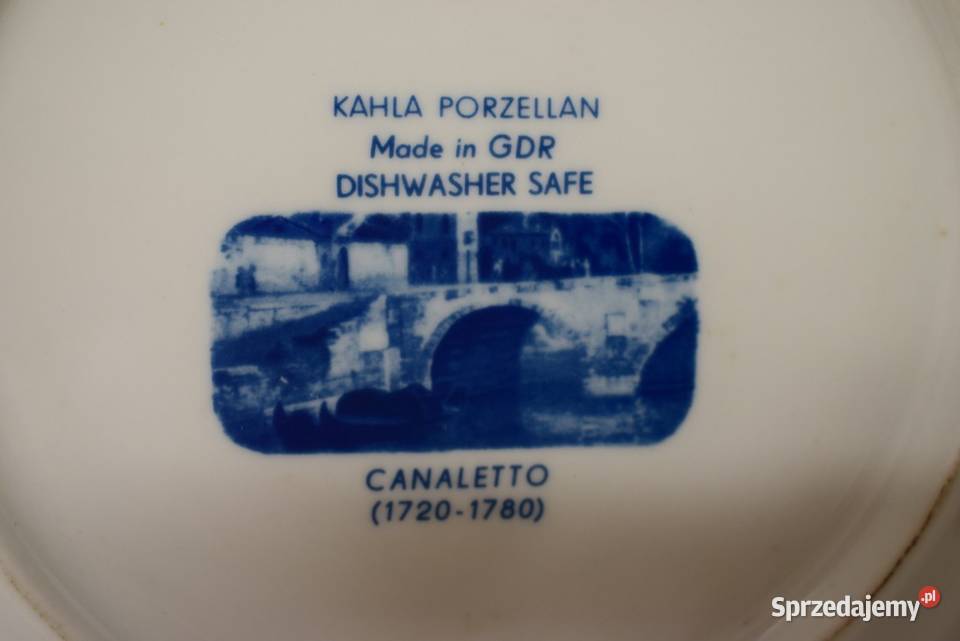 KAHLA PORZELLAN
Made in GDR
DISHWASHER SAFE
CANALETTO
(1720-1780)
Sprzedajemy.pl